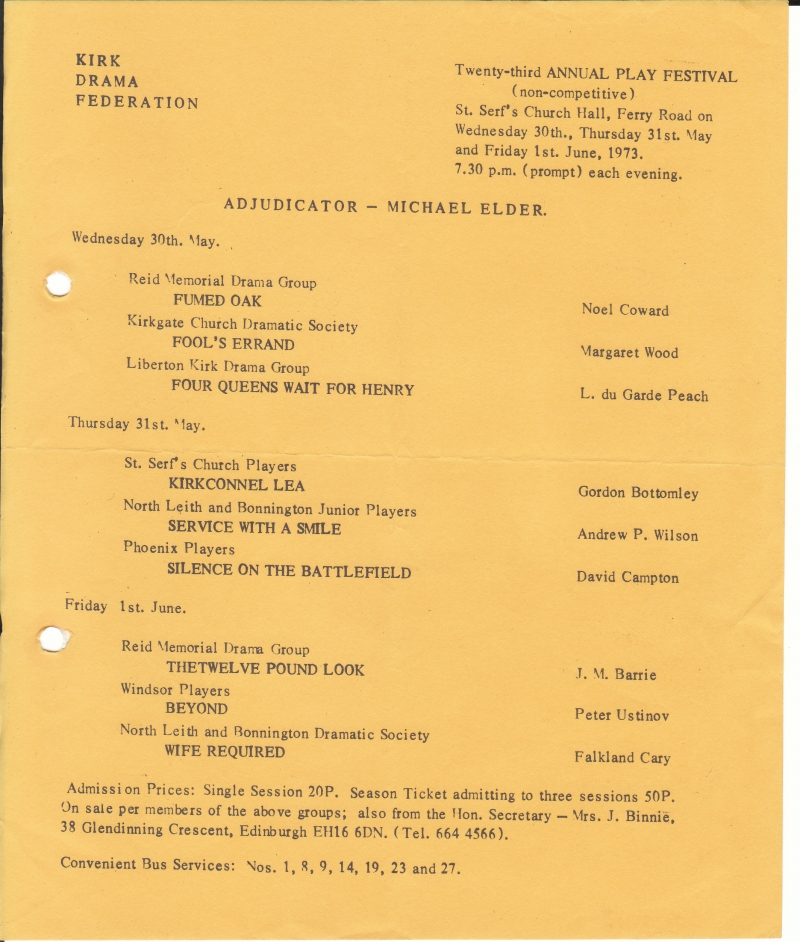 KIRK
DRAMA
FEDERATION
Twenty-third ANNUAL PLAY FESTIVAL
(non-competitive)
St. Serf's Church Hall, Ferry Road on
Wednesday 30th., Thursday 31st. May
and Friday 1st. June, 1973.
7.30 p.m. (prompt) each evening.
ADJUDICATOR – MICHAEL ELDER.
Wednesday 30th. May.
Reid Memorial Drama Group
FUMED OAK
Noel Coward
Kirkgate Church Dramatic Society
FOOL'S ERRAND
Margaret Wood
Liberton Kirk Drama Group
FOUR QUEENS WAIT FOR HENRY
L. du Garde Peach
Thursday 31st. May.
St. Serf's Church Players
KIRKCONNEL LEA
Gordon Bottomley
North Leith and Bonnington Junior Players
SERVICE WITH A SMILE
Andrew P. Wilson
Phoenix Players
SILENCE ON THE BATTLEFIELD
David Campton
Friday 1st. June.
Reid Memorial Drama Group
THETWELVE POUND LOOK
J. M. Barrie
Windsor Players
BEYOND
Peter Ustinov
North Leith and Bonnington Dramatic Society
WIFE REQUIRED
Falkland Cary
Admission Prices: Single Session 20P. Season Ticket admitting to three sessions 50P.
On sale per members of the above groups; also from the Hon. Secretary – Mrs. J. Binnie,
38 Glendinning Crescent, Edinburgh EH16 6DN. (Tel. 664 4566).
Convenient Bus Services: Nos. 1, 8, 9, 14, 19, 23 and 27.